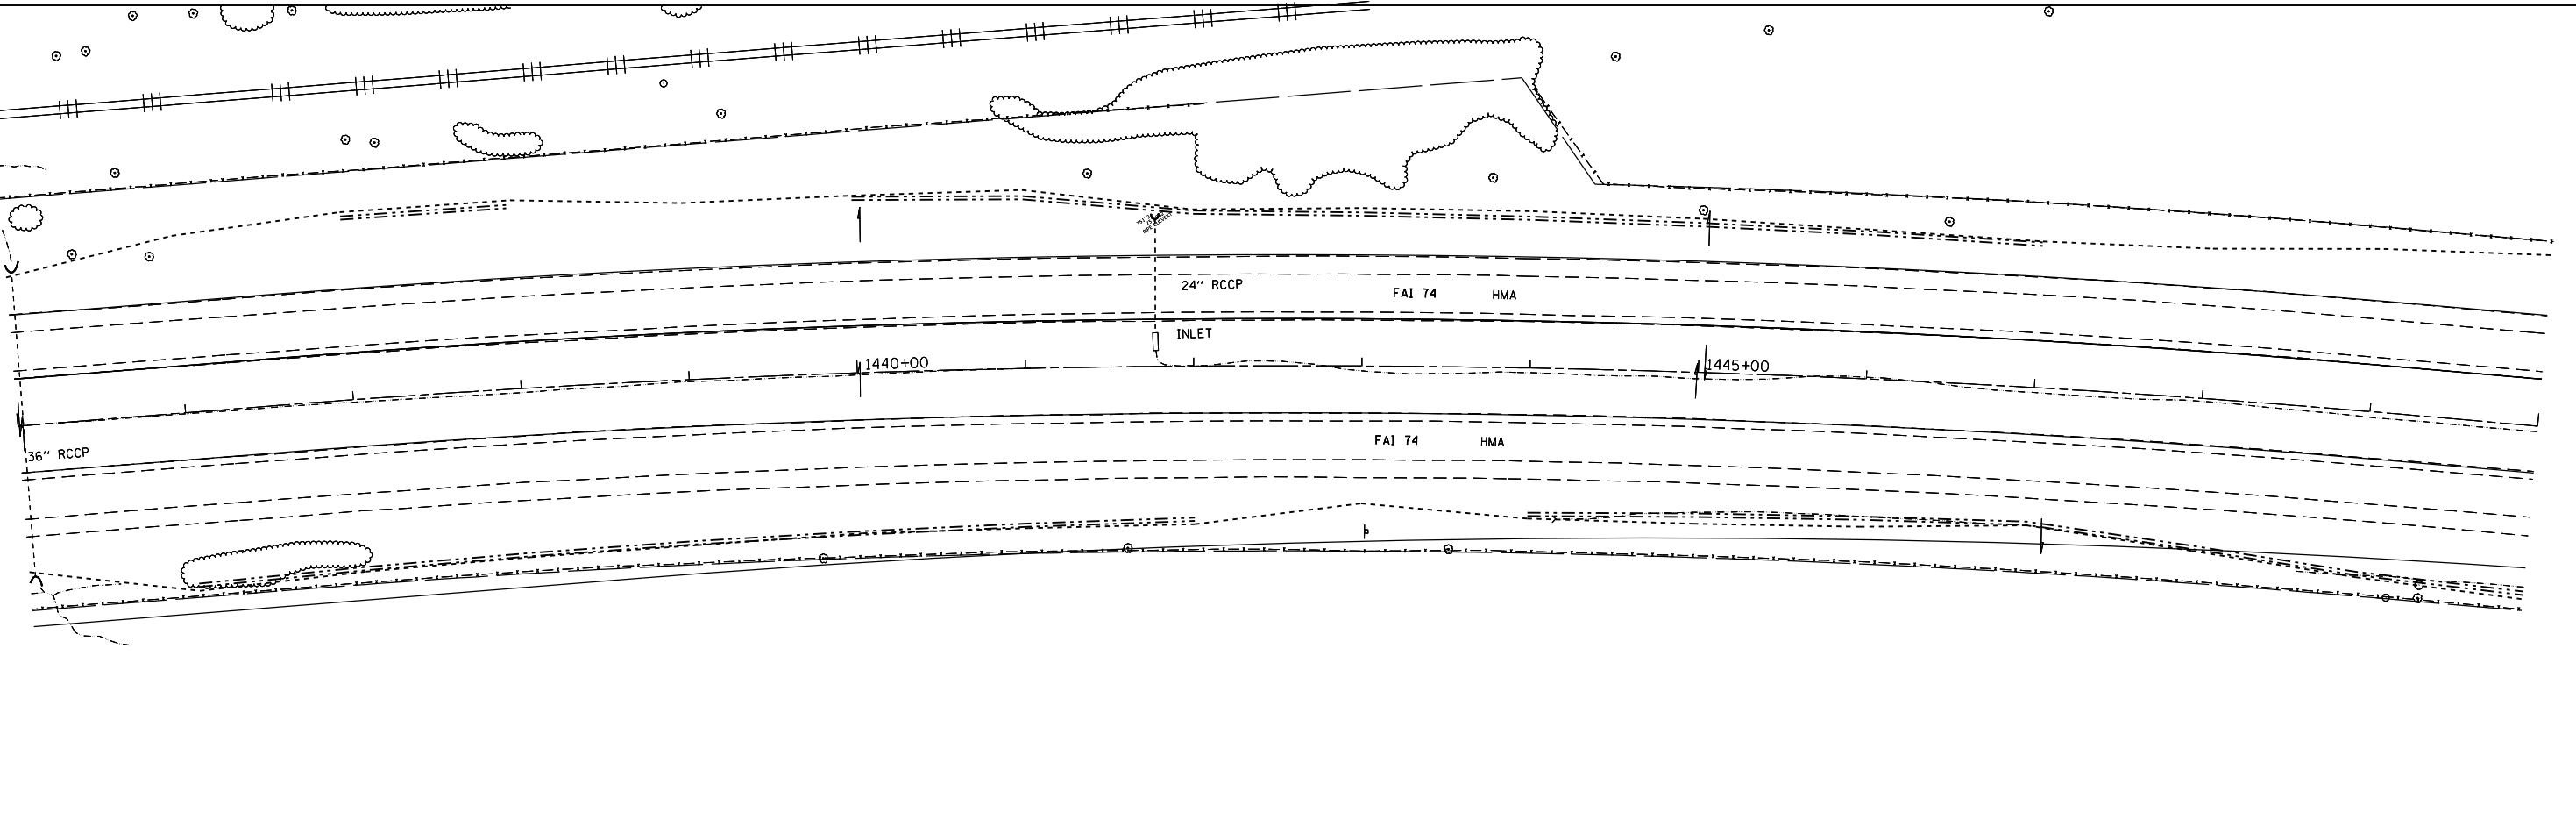 24" RCCP
FAI 74 HMA
INLET
1440+00
1445+00
FAI 74 HMA
36" RCCP